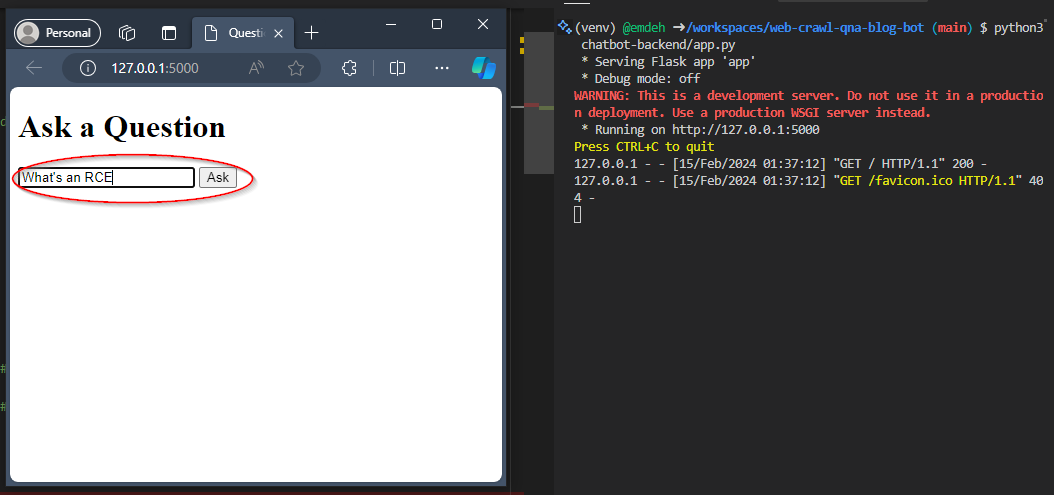 Personal
Questi
127.0.0.1:5000
Ask a Question
What's an RCE
Ask
(venv) @emdeh ➜/workspaces/web-crawl-qna-blog-bot (main) $ python3
chatbot-backend/app.py
* Serving Flask app 'app'
* Debug mode: off
WARNING: This is a development server. Do not use it in a productio
n deployment. Use a production WSGI server instead.
* Running on http://127.0.0.1:5000
Press CTRL+C to quit
127.0.0.1 - - [15/Feb/2024 01:37:12] "GET / HTTP/1.1" 200 -
127.0.0.1 - - [15/Feb/2024 01:37:12] "GET /favicon.ico HTTP/1.1" 40
4 -